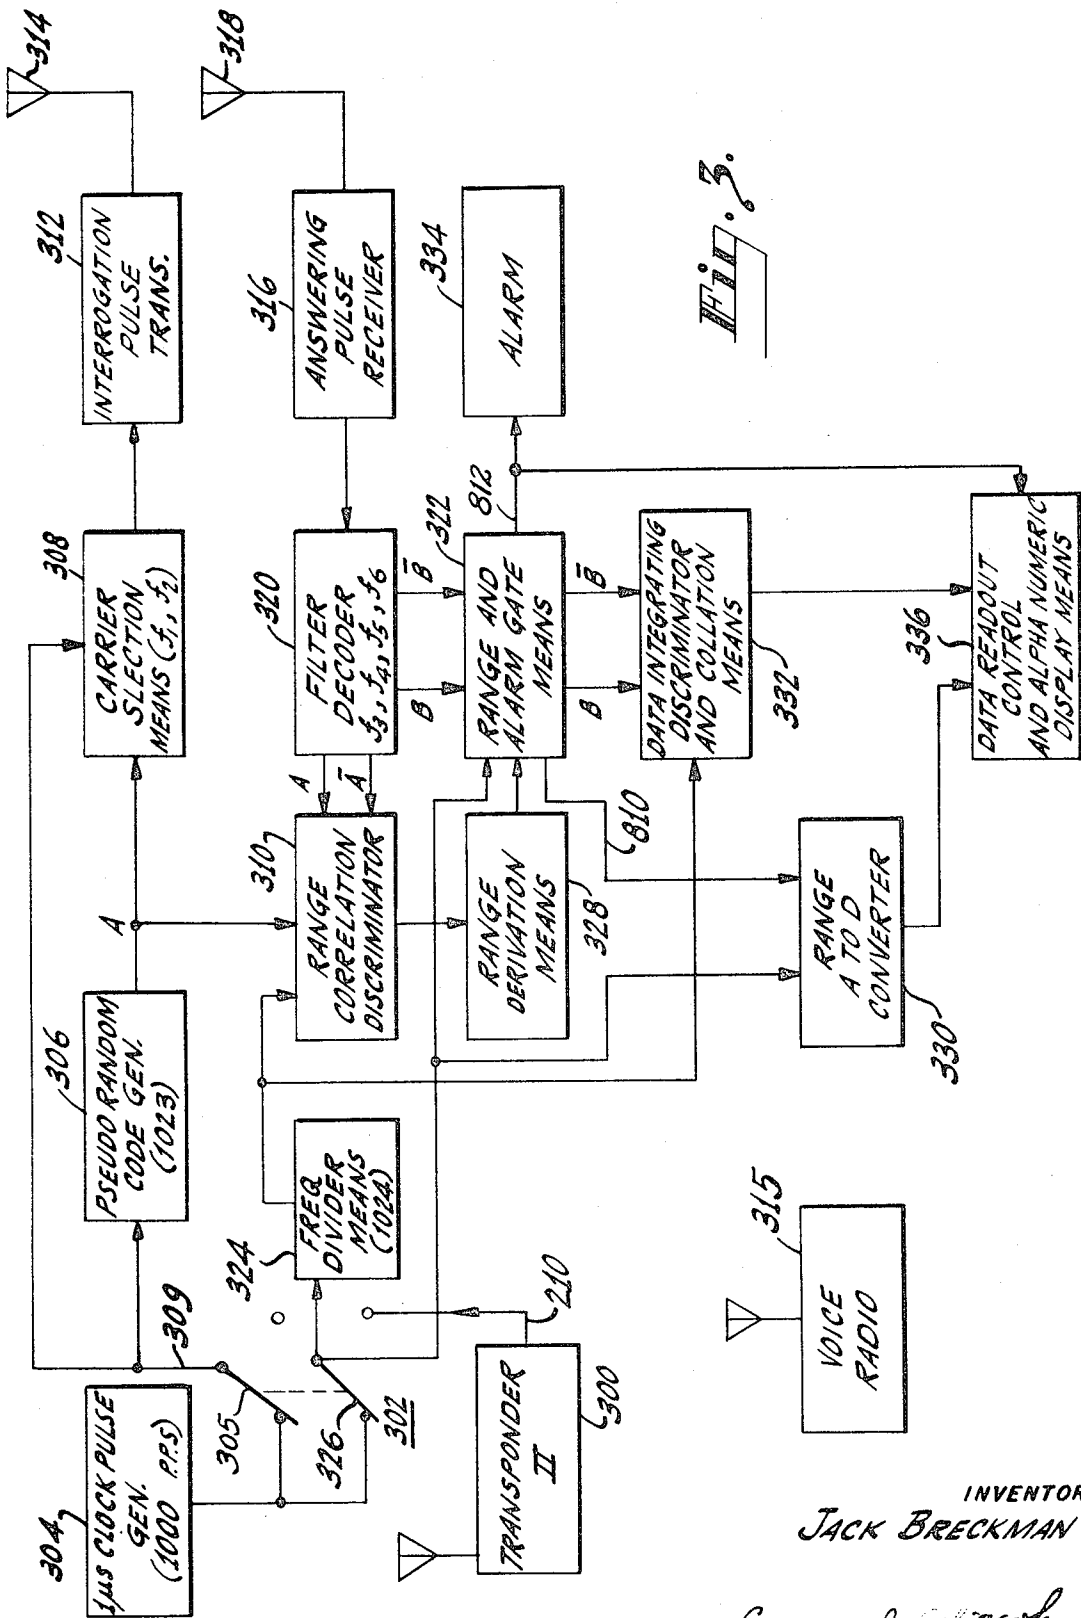 304
1µs CLOCK PULSE
GEN.
(1000 P.P.S)
309
305
326
302
306
PSEUDO RANDOM
CODE GEN.
(1023)
A
308
CARRIER
SLECTION
MEANS (f1, f2)
312
INTERROGATION
PULSE
TRANS.
314
324
FREQ
DIVIDER
MEANS
(1024)
310
RANGE
CORRELATION
DISCRIMINATOR
A
Ā
320
FILTER
DECODER
f3, f4, f5, f6
316
ANSWERING
PULSE
RECEIVER
318
B
B̄
TRANSPONDER
II
300
210
RANGE
DERIVATION
MEANS
328
322
RANGE AND
ALARM GATE
MEANS
812
334
ALARM
810
B
B̄
DATA INTEGRATING
DISCRIMINATOR
AND COLLATION
MEANS
332
VOICE
RADIO
315
RANGE
A TO D
CONVERTER
330
336
DATA READOUT
CONTROL
AND ALPHA NUMERIC
DISPLAY MEANS
Fig. 3.
INVENTOR
JACK BRECKMAN